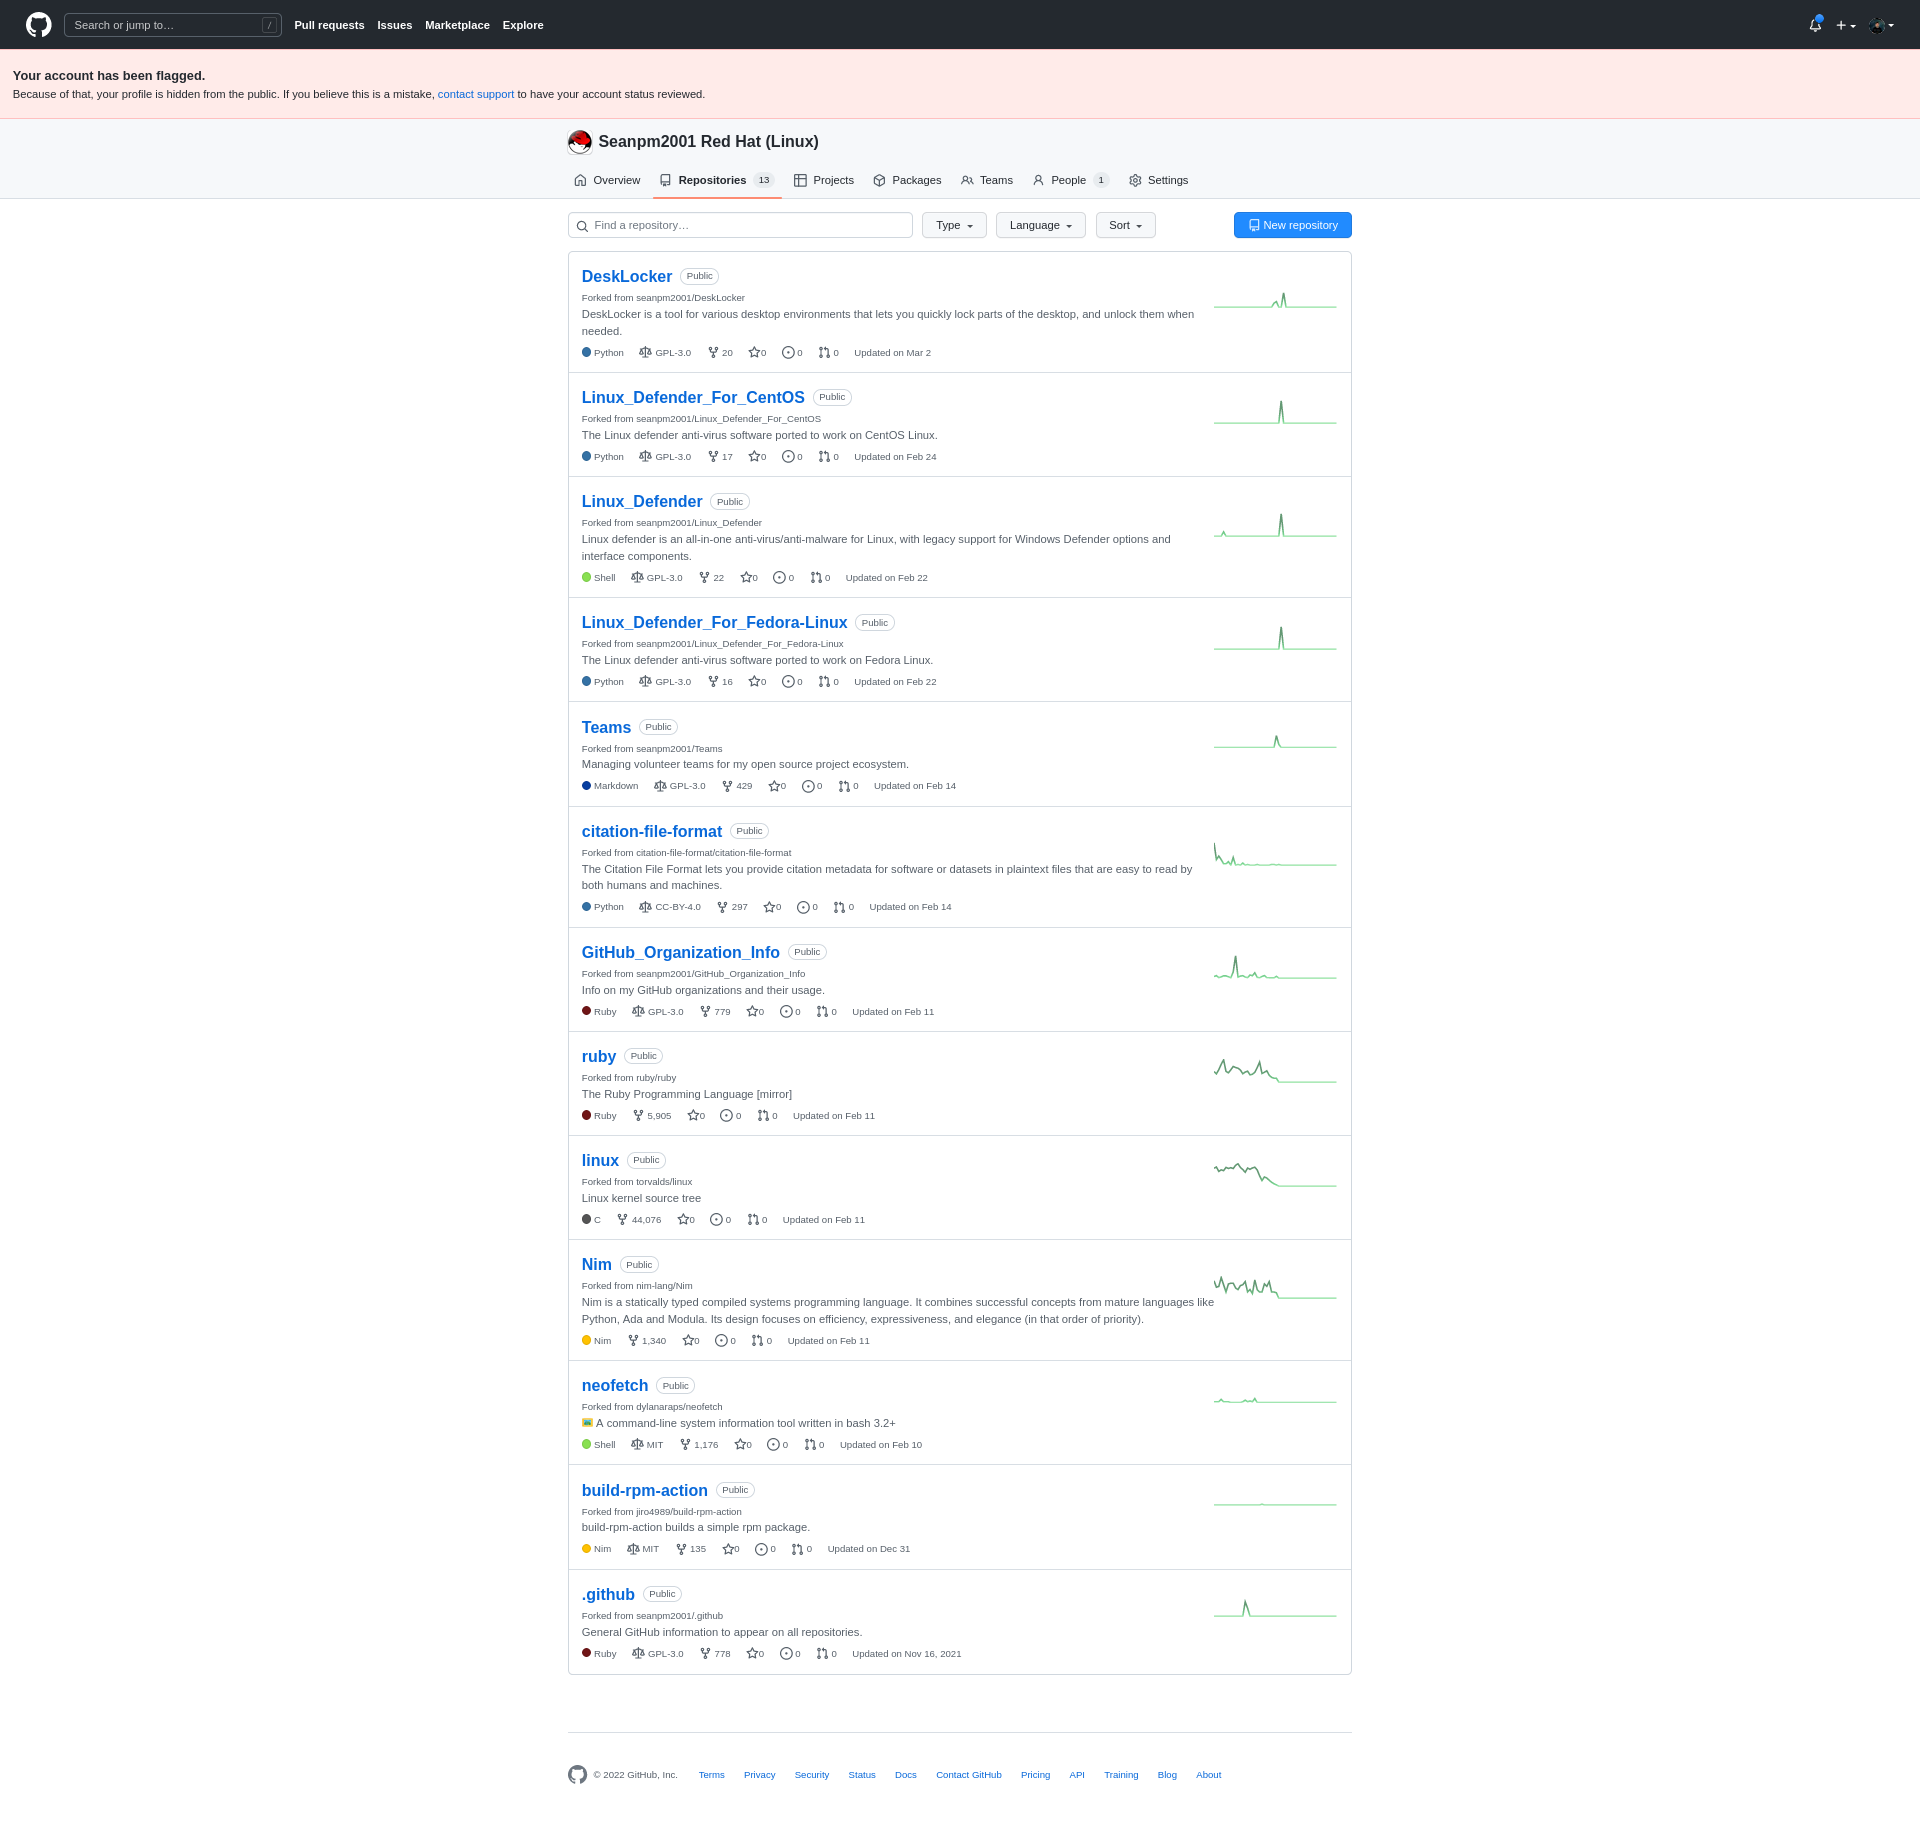 Search or jump to… /
Pull requests Issues Marketplace Explore
Your account has been flagged.
Because of that, your profile is hidden from the public. If you believe this is a mistake, contact support to have your account status reviewed.
Seanpm2001 Red Hat (Linux)
Overview Repositories 13 Projects Packages Teams People 1 Settings
Find a repository… Type Language Sort New repository
DeskLocker Public
Forked from seanpm2001/DeskLocker
DeskLocker is a tool for various desktop environments that lets you quickly lock parts of the desktop, and unlock them when
needed.
Python GPL-3.0 20 0 0 0 Updated on Mar 2
Linux_Defender_For_CentOS Public
Forked from seanpm2001/Linux_Defender_For_CentOS
The Linux defender anti-virus software ported to work on CentOS Linux.
Python GPL-3.0 17 0 0 0 Updated on Feb 24
Linux_Defender Public
Forked from seanpm2001/Linux_Defender
Linux defender is an all-in-one anti-virus/anti-malware for Linux, with legacy support for Windows Defender options and
interface components.
Shell GPL-3.0 22 0 0 0 Updated on Feb 22
Linux_Defender_For_Fedora-Linux Public
Forked from seanpm2001/Linux_Defender_For_Fedora-Linux
The Linux defender anti-virus software ported to work on Fedora Linux.
Python GPL-3.0 16 0 0 0 Updated on Feb 22
Teams Public
Forked from seanpm2001/Teams
Managing volunteer teams for my open source project ecosystem.
Markdown GPL-3.0 429 0 0 0 Updated on Feb 14
citation-file-format Public
Forked from citation-file-format/citation-file-format
The Citation File Format lets you provide citation metadata for software or datasets in plaintext files that are easy to read by
both humans and machines.
Python CC-BY-4.0 297 0 0 0 Updated on Feb 14
GitHub_Organization_Info Public
Forked from seanpm2001/GitHub_Organization_Info
Info on my GitHub organizations and their usage.
Ruby GPL-3.0 779 0 0 0 Updated on Feb 11
ruby Public
Forked from ruby/ruby
The Ruby Programming Language [mirror]
Ruby 5,905 0 0 0 Updated on Feb 11
linux Public
Forked from torvalds/linux
Linux kernel source tree
C 44,076 0 0 0 Updated on Feb 11
Nim Public
Forked from nim-lang/Nim
Nim is a statically typed compiled systems programming language. It combines successful concepts from mature languages like
Python, Ada and Modula. Its design focuses on efficiency, expressiveness, and elegance (in that order of priority).
Nim 1,340 0 0 0 Updated on Feb 11
neofetch Public
Forked from dylanaraps/neofetch
🖼️ A command-line system information tool written in bash 3.2+
Shell MIT 1,176 0 0 0 Updated on Feb 10
build-rpm-action Public
Forked from jiro4989/build-rpm-action
build-rpm-action builds a simple rpm package.
Nim MIT 135 0 0 0 Updated on Dec 31
.github Public
Forked from seanpm2001/.github
General GitHub information to appear on all repositories.
Ruby GPL-3.0 778 0 0 0 Updated on Nov 16, 2021
© 2022 GitHub, Inc. Terms Privacy Security Status Docs Contact GitHub Pricing API Training Blog About